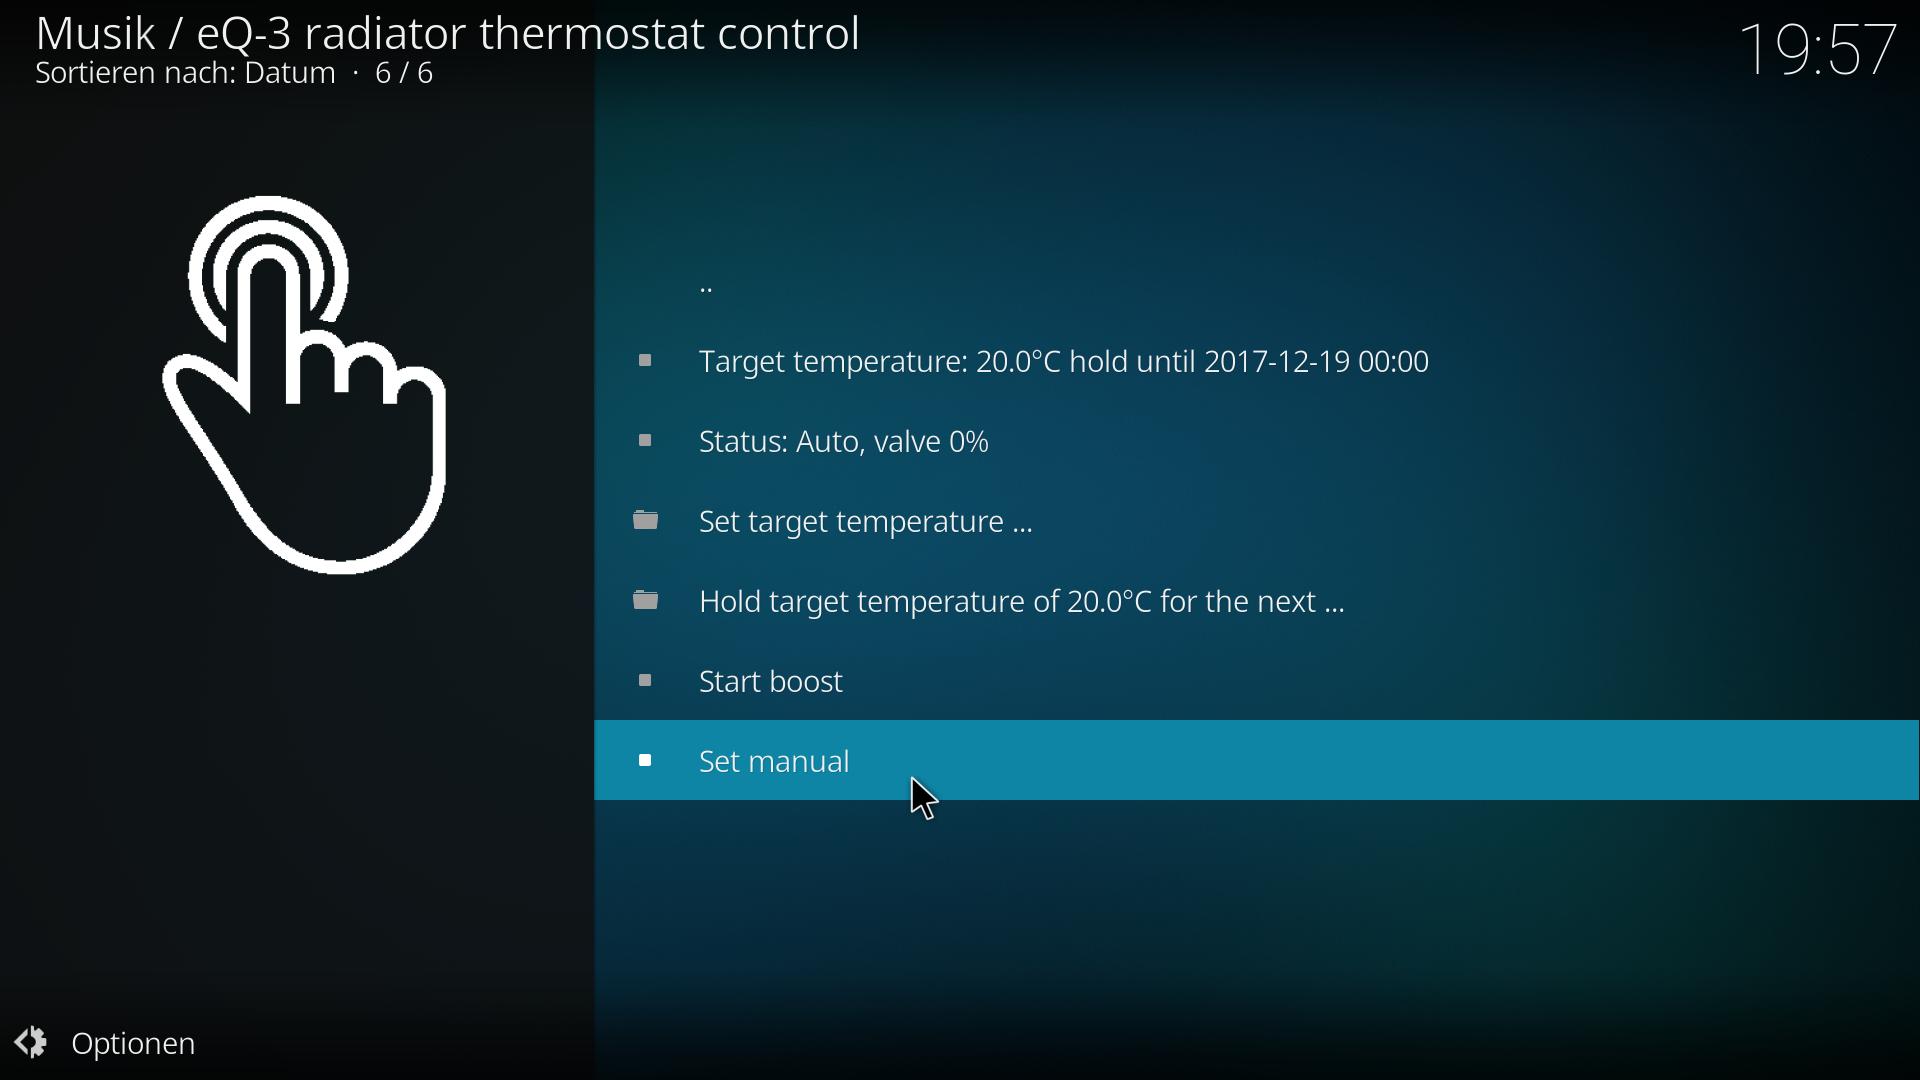 Musik / eQ-3 radiator thermostat control
Sortieren nach: Datum · 6 / 6
19:57
..
Target temperature: 20.0°C hold until 2017-12-19 00:00
Status: Auto, valve 0%
Set target temperature ...
Hold target temperature of 20.0°C for the next ...
Start boost
Set manual
Optionen